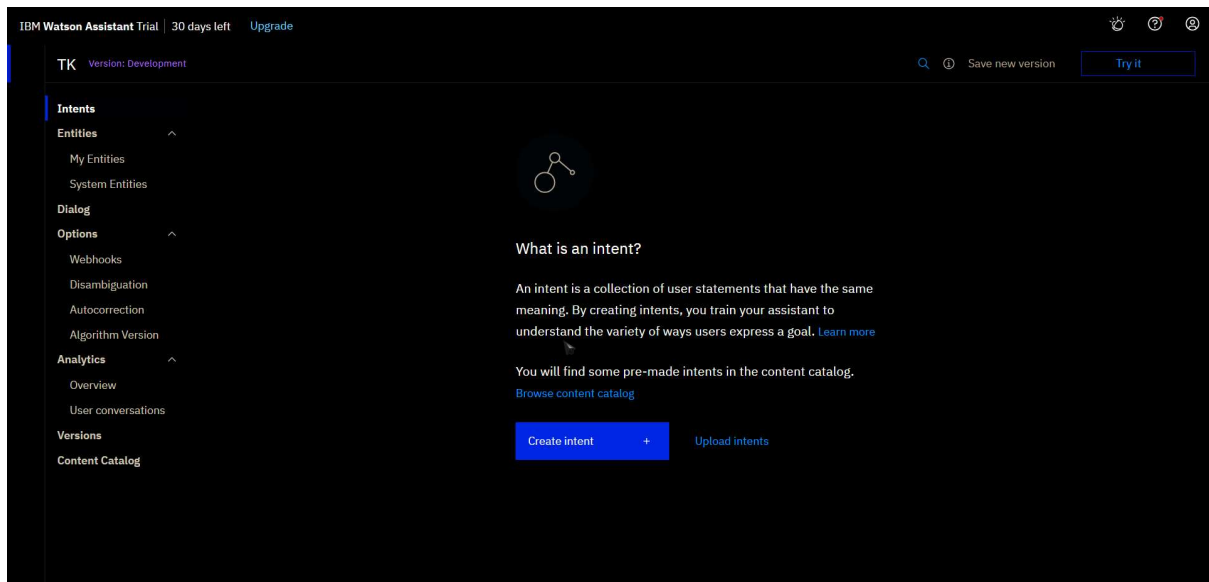 IBM Watson Assistant Trial | 30 days left Upgrade
TK Version: Development
Save new version
Try it
Intents
Entities
My Entities
System Entities
Dialog
Options
Webhooks
Disambiguation
Autocorrection
Algorithm Version
Analytics
Overview
User conversations
Versions
Content Catalog
What is an intent?
An intent is a collection of user statements that have the same
meaning. By creating intents, you train your assistant to
understand the variety of ways users express a goal. Learn more
You will find some pre-made intents in the content catalog.
Browse content catalog
Create intent +
Upload intents